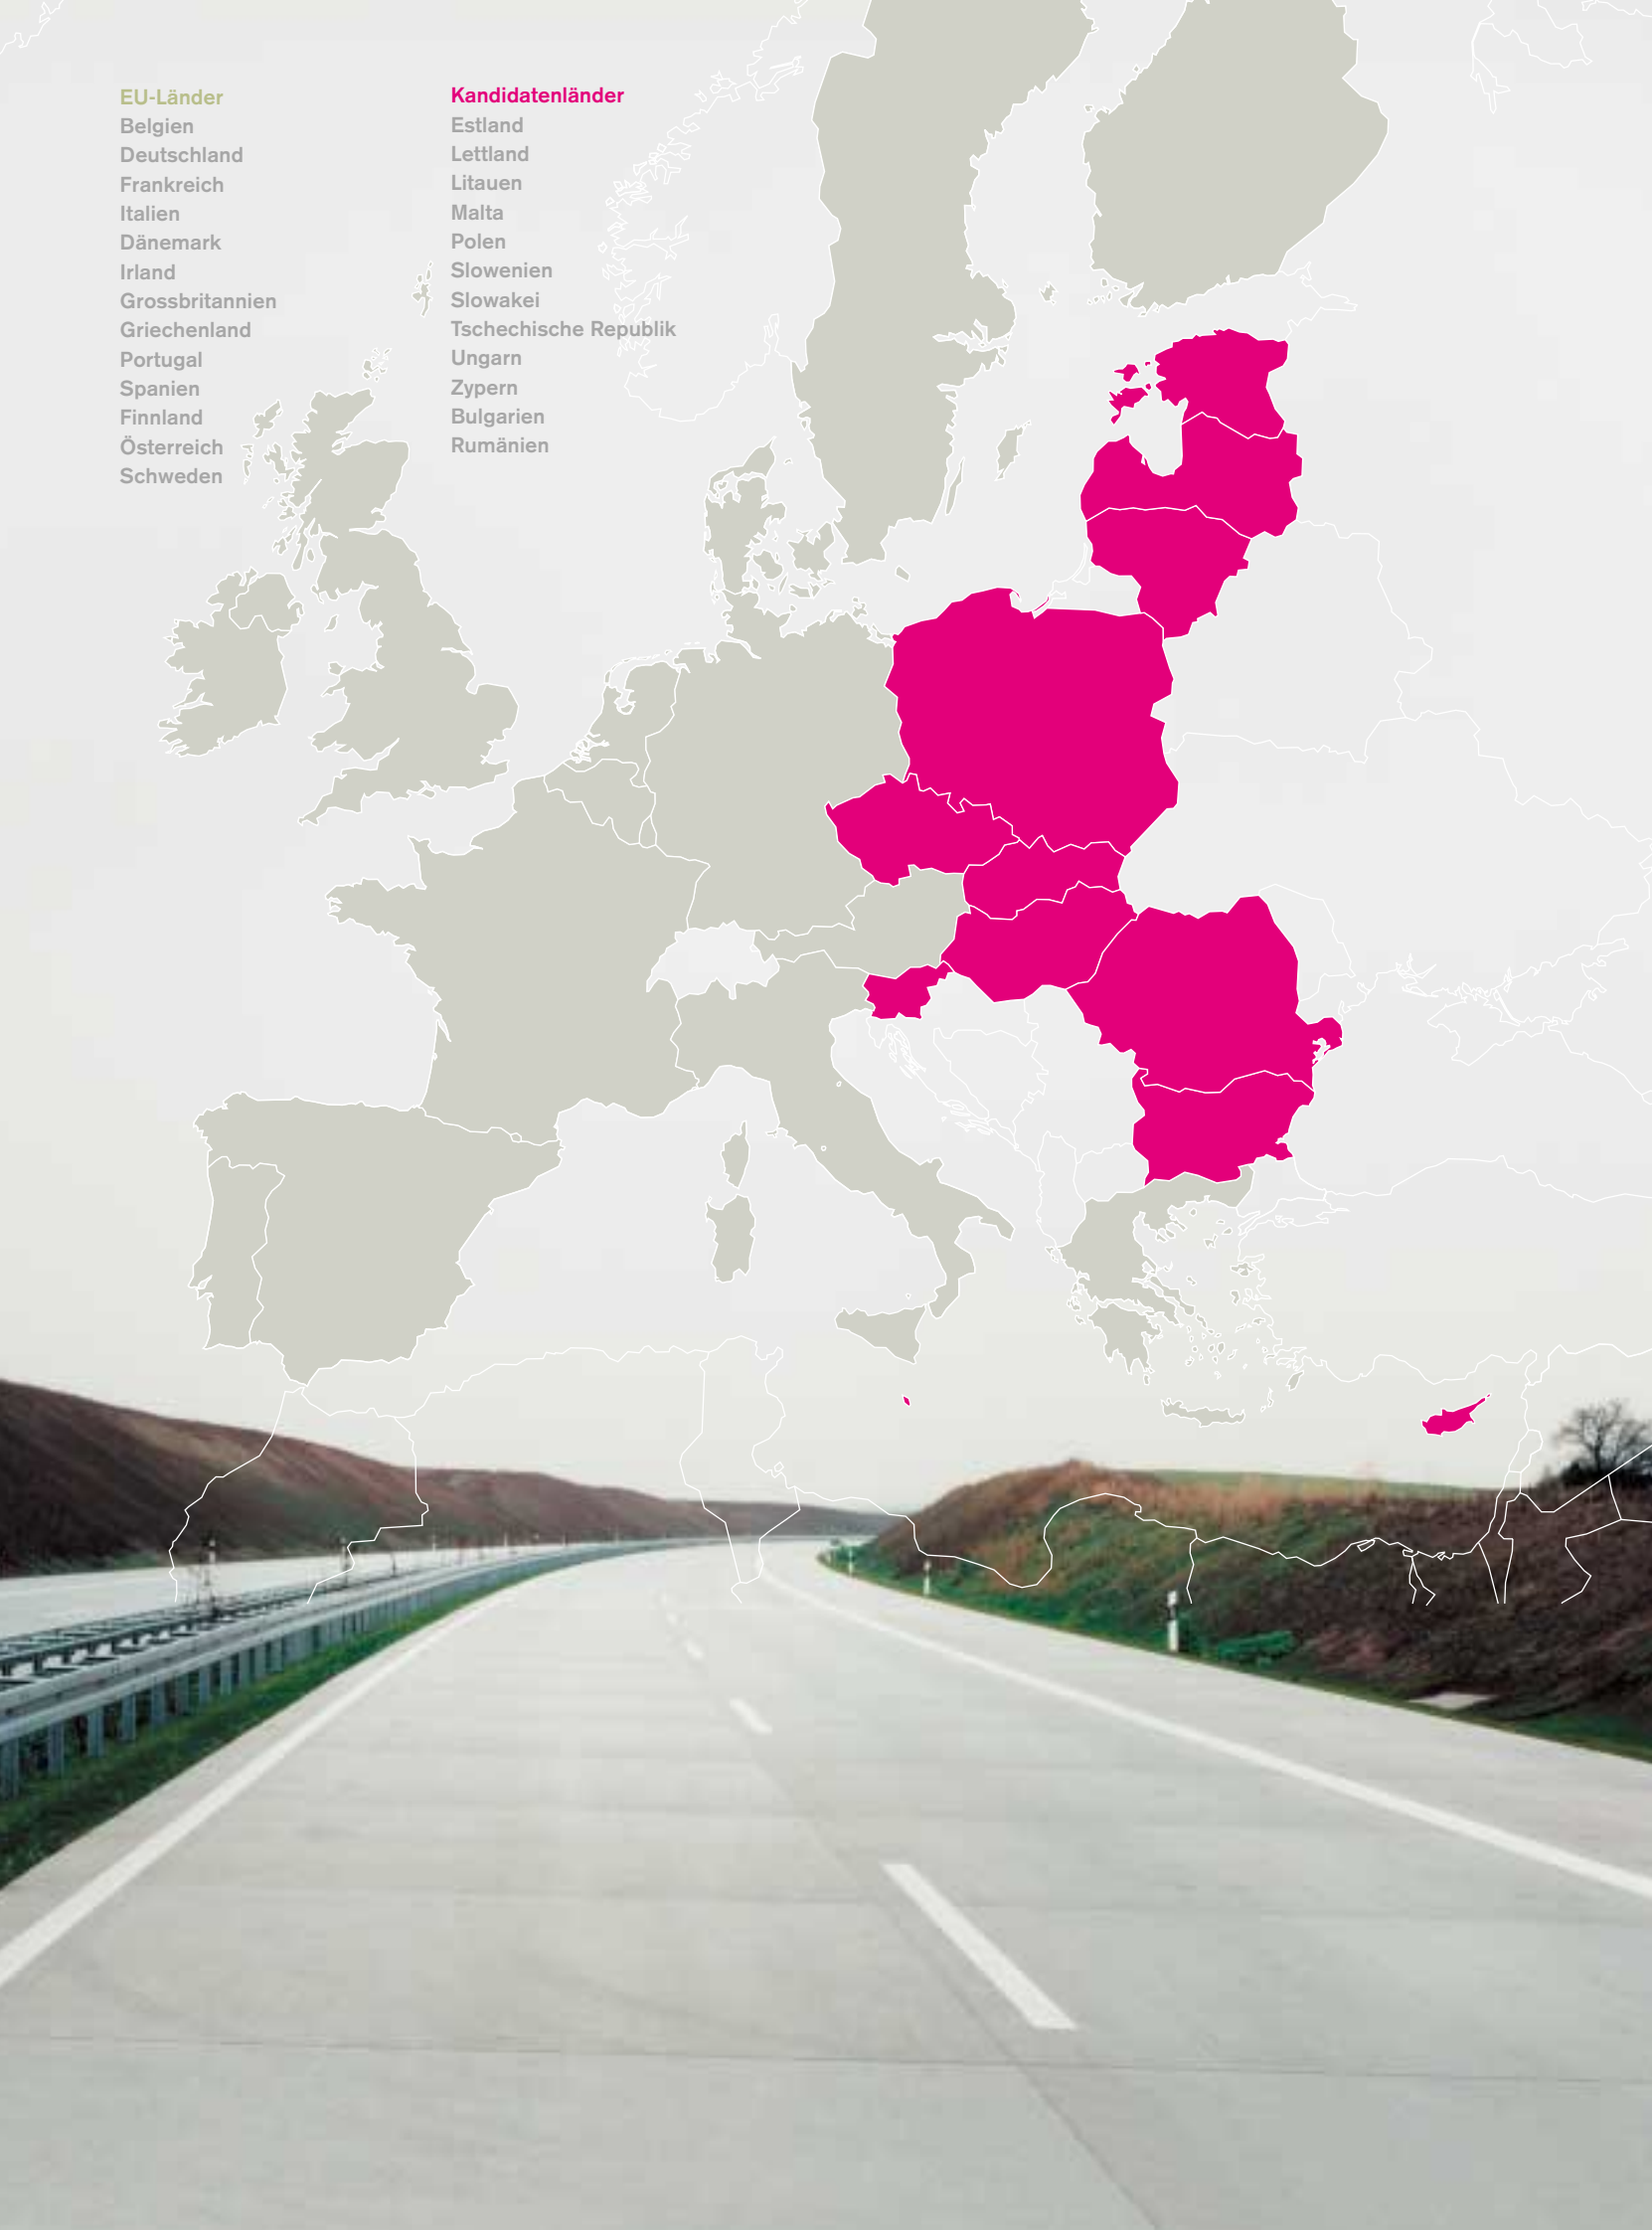 EU-Länder
Belgien
Deutschland
Frankreich
Italien
Dänemark
Irland
Grossbritannien
Griechenland
Portugal
Spanien
Finnland
Österreich
Schweden
Kandidatenländer
Estland
Lettland
Litauen
Malta
Polen
Slowenien
Slowakei
Tschechische Republik
Ungarn
Zypern
Bulgarien
Rumänien